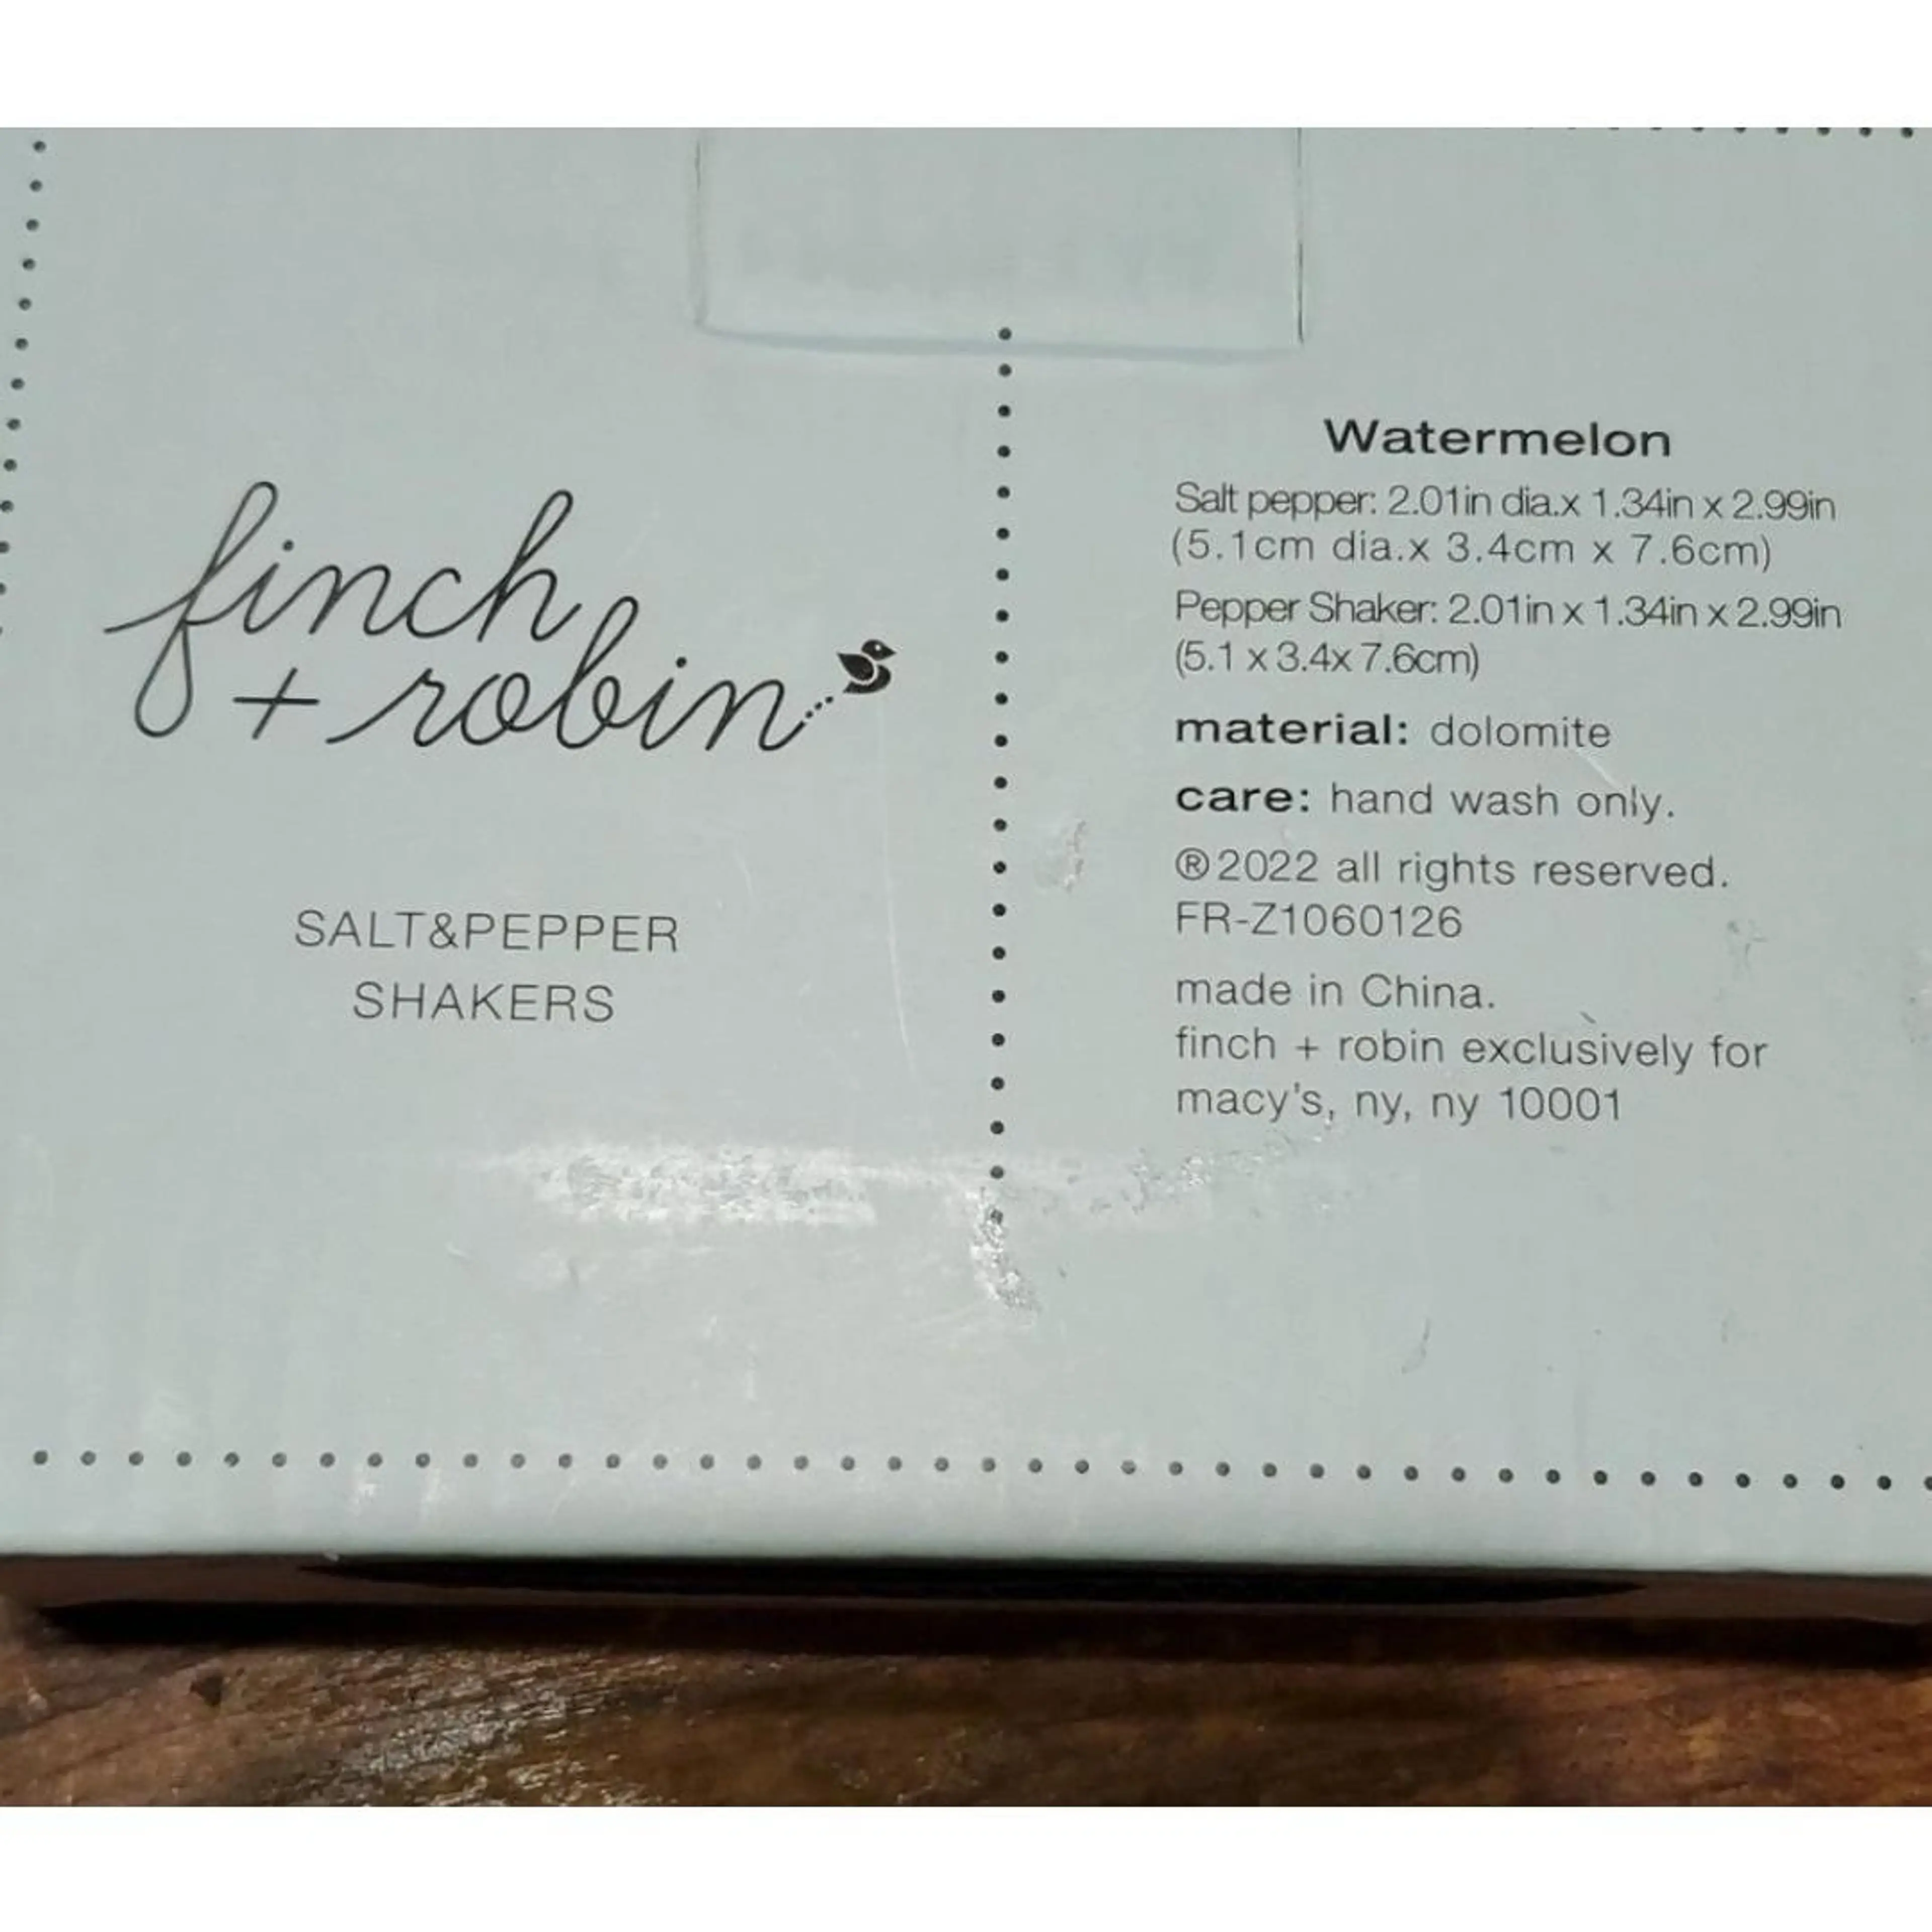 finch
+ robin
SALT&PEPPER
SHAKERS
Watermelon
Salt pepper: 2.01in dia.x 1.34in x 2.99in
(5.1cm dia.x 3.4cm x 7.6cm)
Pepper Shaker: 2.01in x 1.34in x 2.99in
(5.1 x 3.4x 7.6cm)
material: dolomite
care: hand wash only.
®2022 all rights reserved.
FR-Z1060126
made in China.
finch + robin exclusively for
macy's, ny, ny 10001